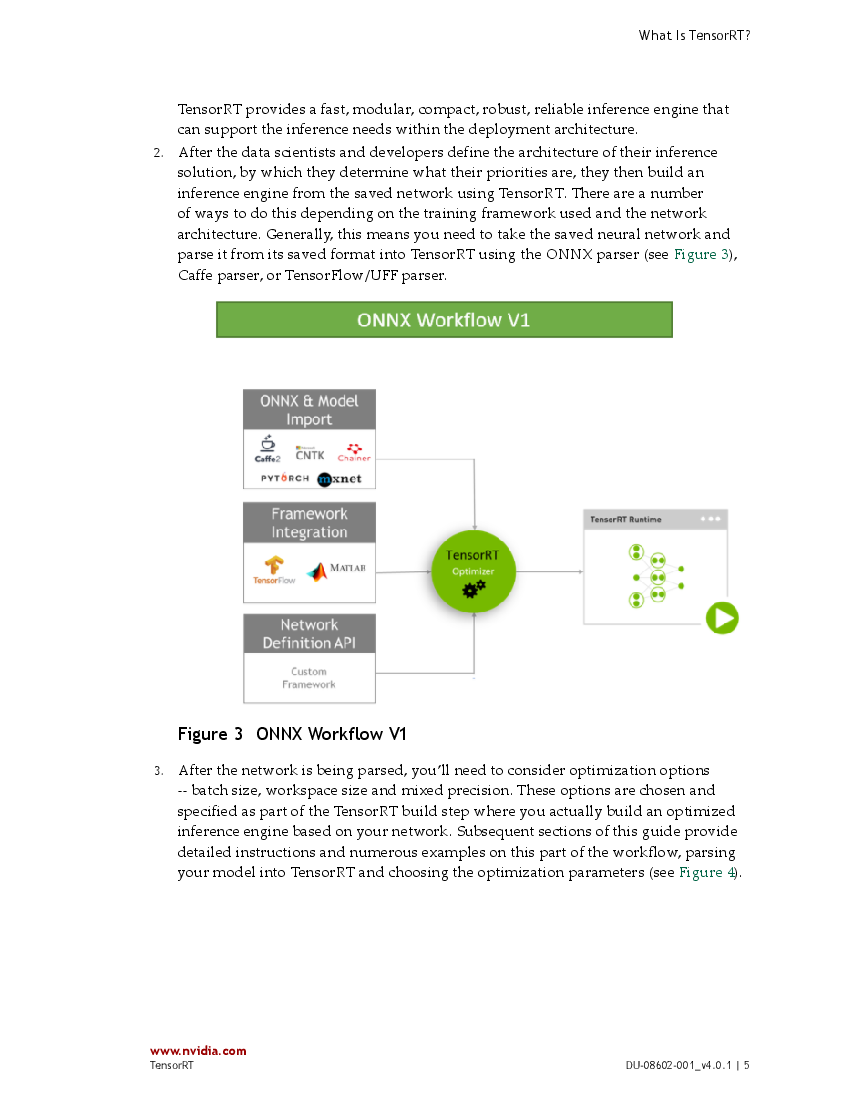 What Is TensorRT?
TensorRT provides a fast, modular, compact, robust, reliable inference engine that
can support the inference needs within the deployment architecture.
2. After the data scientists and developers define the architecture of their inference
solution, by which they determine what their priorities are, they then build an
inference engine from the saved network using TensorRT. There are a number
of ways to do this depending on the training framework used and the network
architecture. Generally, this means you need to take the saved neural network and
parse it from its saved format into TensorRT using the ONNX parser (see Figure 3),
Caffe parser, or TensorFlow/UFF parser.
ONNX Workflow V1
ONNX & Model
Import
Caffe2
CNTK
Chainer
PYTORCH
mxnet
Framework
Integration
TensorFlow
MATLAB
Network
Definition API
Custom
Framework
TensorRT
Optimizer
TensorRT Runtime
Figure 3 ONNX Workflow V1
3. After the network is being parsed, you'll need to consider optimization options
-- batch size, workspace size and mixed precision. These options are chosen and
specified as part of the TensorRT build step where you actually build an optimized
inference engine based on your network. Subsequent sections of this guide provide
detailed instructions and numerous examples on this part of the workflow, parsing
your model into TensorRT and choosing the optimization parameters (see Figure 4).
www.nvidia.com
TensorRT
DU-08602-001_v4.0.1 | 5